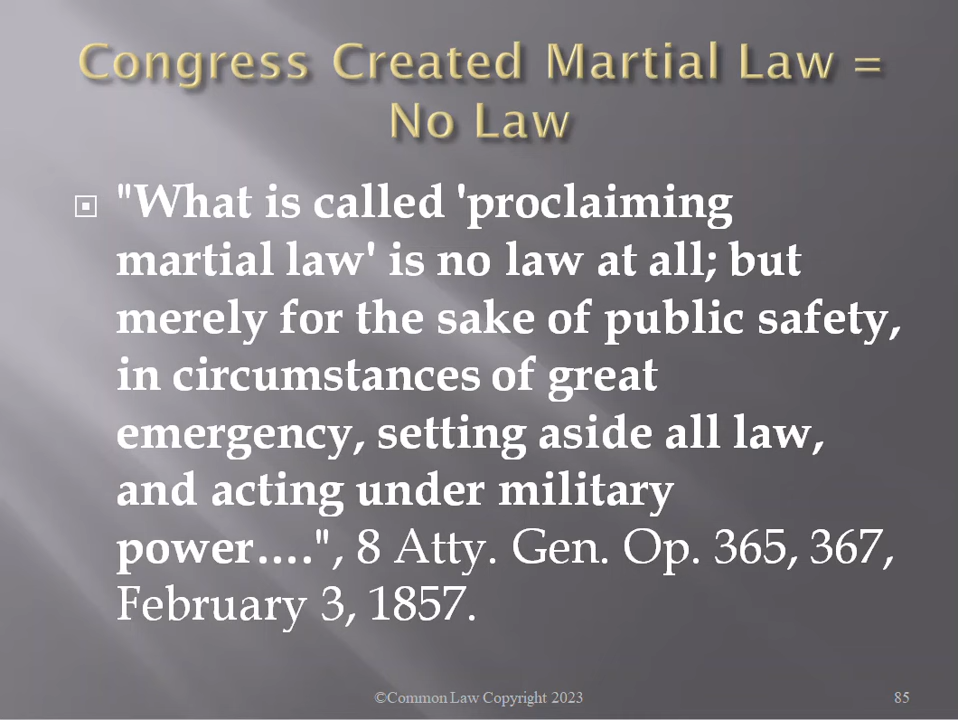 Congress Created Martial Law =
No Law
"What is called 'proclaiming
martial law' is no law at all; but
merely for the sake of public safety,
in circumstances of great
emergency, setting aside all law,
and acting under military
power….", 8 Atty. Gen. Op. 365, 367,
February 3, 1857.
©Common Law Copyright 2023
85